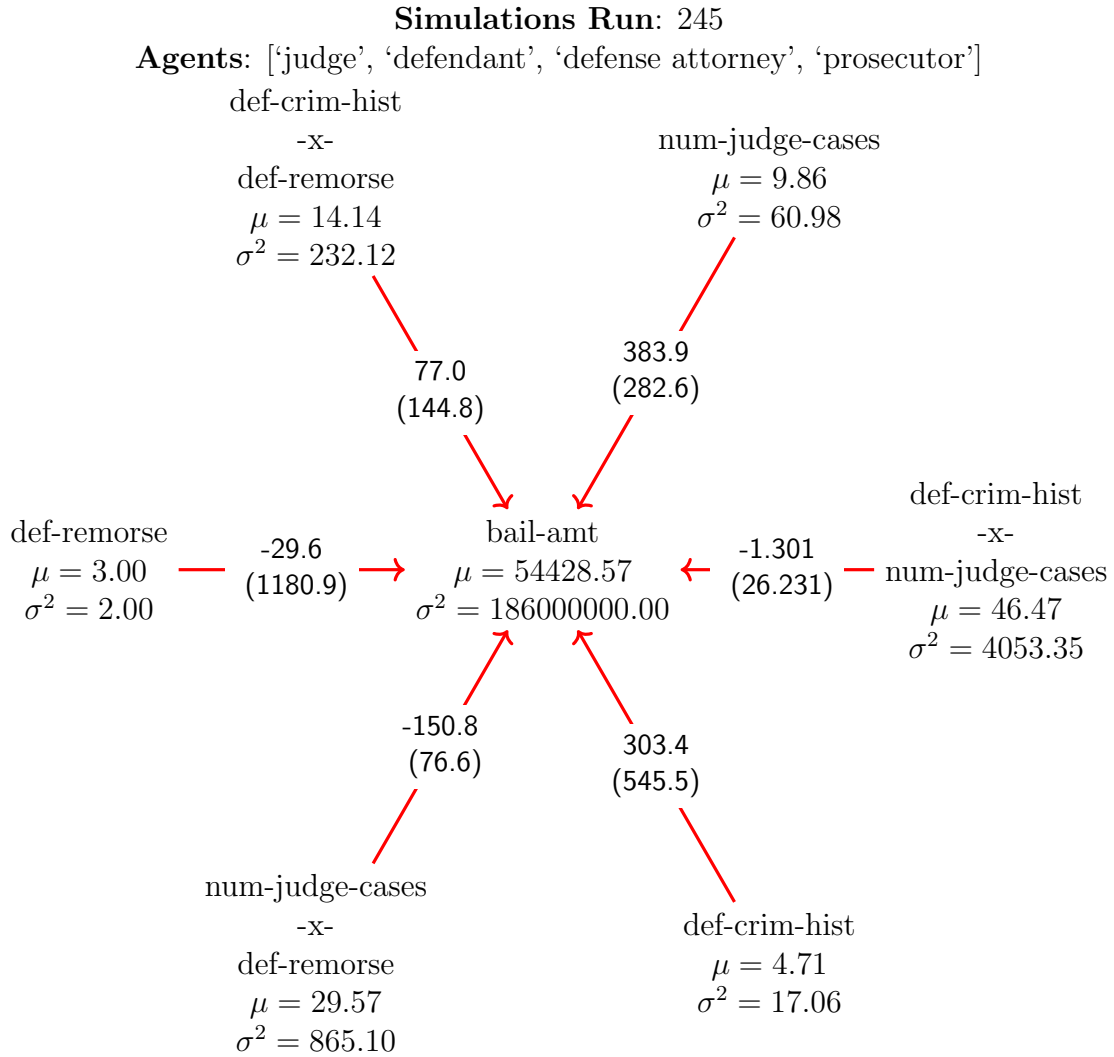 Simulations Run: 245
Agents: [‘judge’, ‘defendant’, ‘defense attorney’, ‘prosecutor’]
def-crim-hist
-x-
def-remorse
μ = 14.14
σ² = 232.12
num-judge-cases
μ = 9.86
σ² = 60.98
77.0
(144.8)
383.9
(282.6)
def-remorse
μ = 3.00
σ² = 2.00
-29.6
(1180.9)
bail-amt
μ = 54428.57
σ² = 186000000.00
-1.301
(26.231)
def-crim-hist
-x-
num-judge-cases
μ = 46.47
σ² = 4053.35
-150.8
(76.6)
303.4
(545.5)
num-judge-cases
-x-
def-remorse
μ = 29.57
σ² = 865.10
def-crim-hist
μ = 4.71
σ² = 17.06